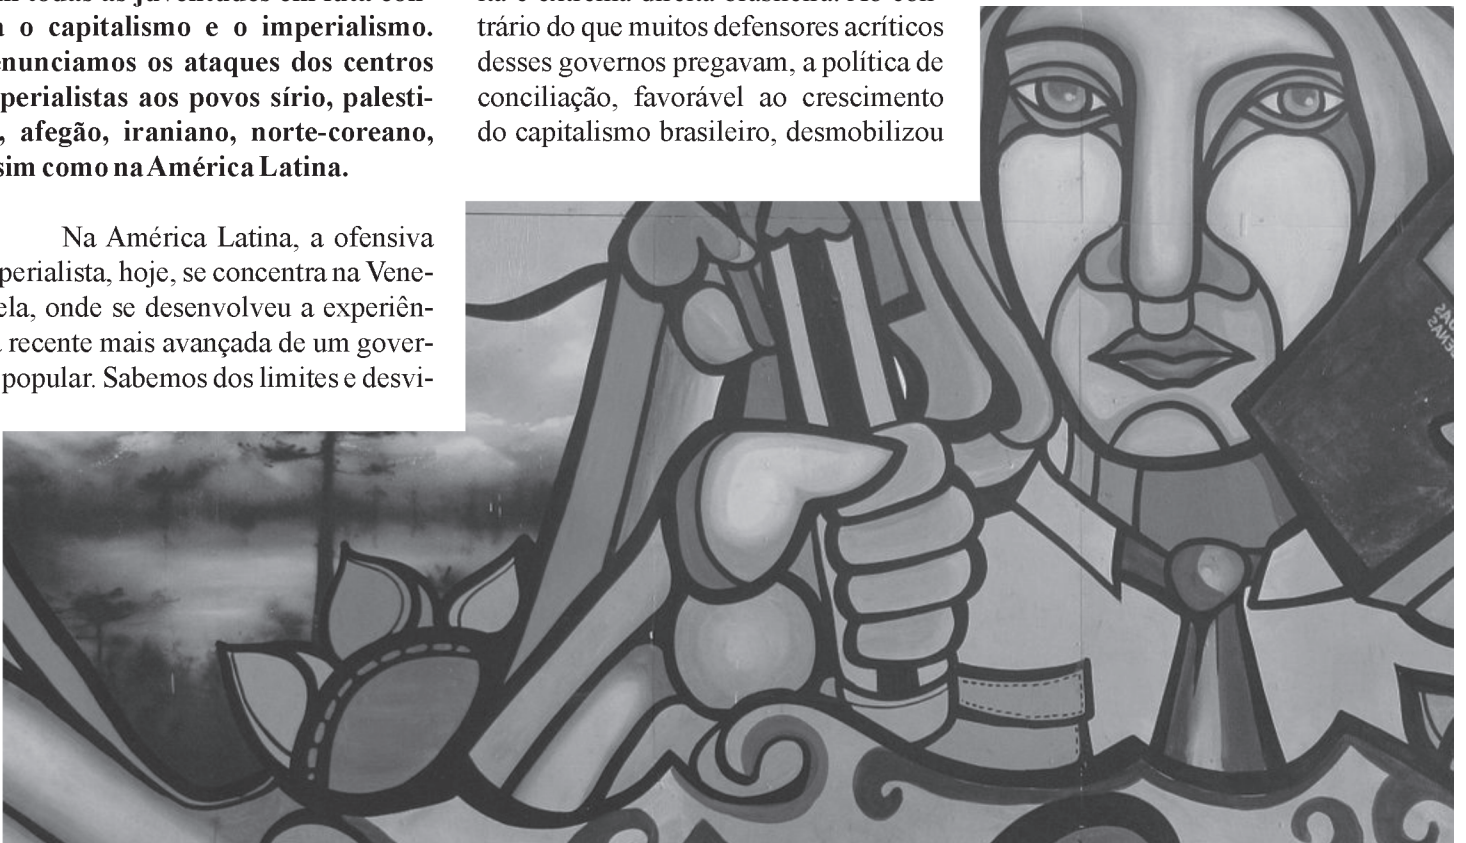 todas as juventudes em luta con-
o capitalismo e o imperialismo.
nunciamos os ataques dos centros
perialistas aos povos sírio, palesti-
, afegão, iraniano, norte-coreano,
sim como na América Latina.
Na América Latina, a ofensiva
perialista, hoje, se concentra na Vene-
ela, onde se desenvolveu a experiên-
recente mais avançada de um gover-
popular. Sabemos dos limites e desvi-
trário do que muitos defensores acríticos
desses governos pregavam, a política de
conciliação, favorável ao crescimento
do capitalismo brasileiro, desmobilizou